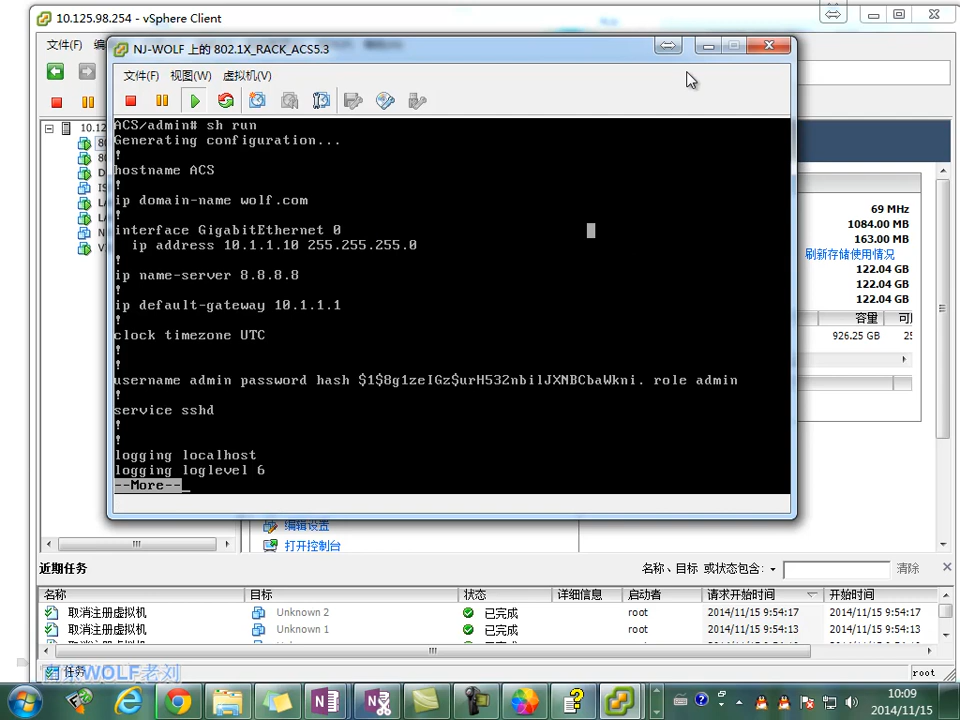 10.125.98.254 - vSphere Client
文件(F)
NJ-WOLF 上的 802.1X_RACK_ACS5.3
文件(F) 视图(W) 虚拟机(V)
ACS/admin# sh run
Generating configuration...
!
hostname ACS
!
ip domain-name wolf.com
!
interface GigabitEthernet 0
ip address 10.1.1.10 255.255.255.0
!
ip name-server 8.8.8.8
!
ip default-gateway 10.1.1.1
!
clock timezone UTC
!
!
username admin password hash $1$8g1zeIGz$urH532nbilJXNBCbaWkni. role admin
!
service sshd
!
!
logging localhost
logging loglevel 6
--More--
69 MHz
1084.00 MB
163.00 MB
刷新存储使用情况
122.04 GB
122.04 GB
122.04 GB
容量
926.25 GB
编辑设置
打开控制台
近期任务
名称、目标 或状态包含: 清除
名称 目标 状态 详细信息 启动者 请求开始时间 开始时间
取消注册虚拟机 Unknown 2 已完成 root 2014/11/15 9:54:17 2014/11/15 9:54:17
取消注册虚拟机 Unknown 1 已完成 root 2014/11/15 9:54:13 2014/11/15 9:54:13
任务
WOLF老刘
root
10:09
2014/11/15